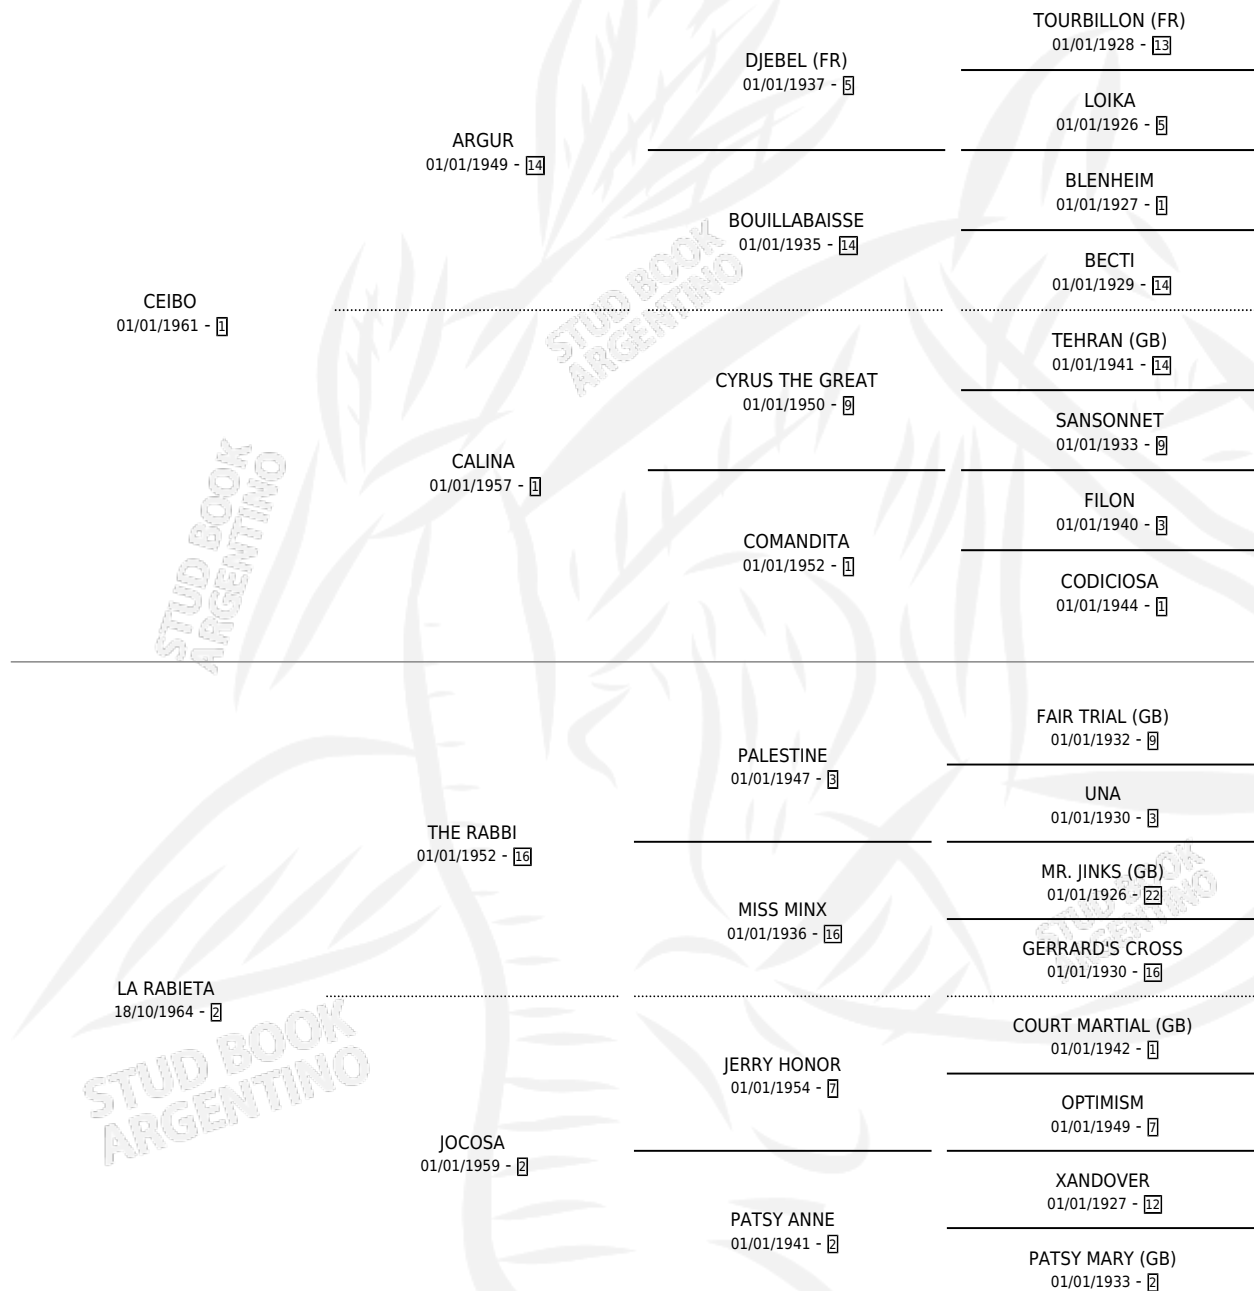 TOURBILLON (FR)
01/01/1928 - 13
DJEBEL (FR)
01/01/1937 - 5
LOIKA
01/01/1926 - 5
ARGUR
01/01/1949 - 14
BLENHEIM
01/01/1927 - 1
BOUILLABAISSE
01/01/1935 - 14
BECTI
01/01/1929 - 14
CEIBO
01/01/1961 - 1
STUD BOOK
ARGENTINO
TEHRAN (GB)
01/01/1941 - 14
CYRUS THE GREAT
01/01/1950 - 9
SANSONNET
01/01/1933 - 9
CALINA
01/01/1957 - 1
FILON
01/01/1940 - 3
COMANDITA
01/01/1952 - 1
CODICIOSA
01/01/1944 - 1
STUD BOOK
ARGENTINO
FAIR TRIAL (GB)
01/01/1932 - 9
PALESTINE
01/01/1947 - 3
UNA
01/01/1930 - 3
THE RABBI
01/01/1952 - 16
MR. JINKS (GB)
01/01/1926 - 22
STUD BOOK
ARGENTINO
MISS MINX
01/01/1936 - 16
GERRARD'S CROSS
01/01/1930 - 16
LA RABIETA
18/10/1964 - 2
COURT MARTIAL (GB)
01/01/1942 - 1
STUD BOOK
ARGENTINO
JERRY HONOR
01/01/1954 - 7
OPTIMISM
01/01/1949 - 7
JOCOSA
01/01/1959 - 2
XANDOVER
01/01/1927 - 12
PATSY ANNE
01/01/1941 - 2
PATSY MARY (GB)
01/01/1933 - 2